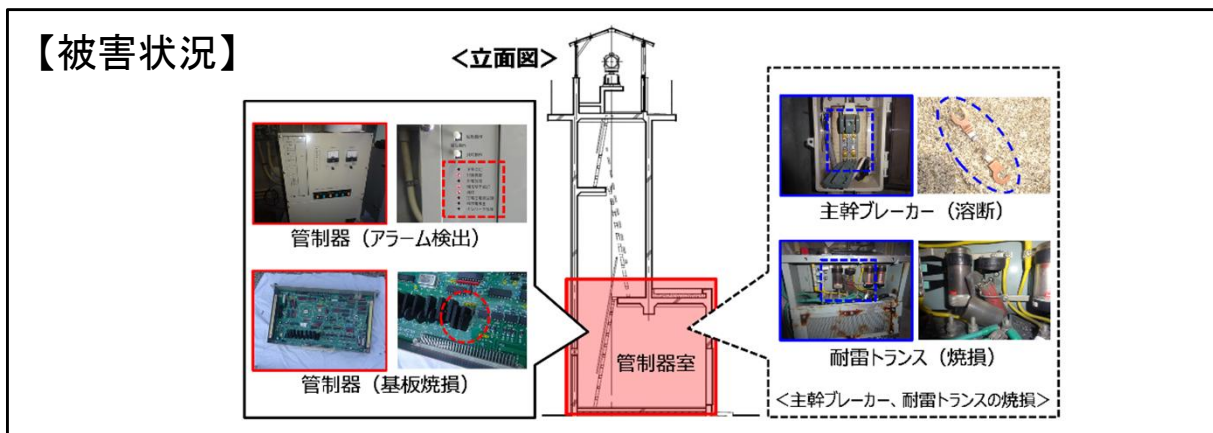 【被害状況】
<立面図>
管制器（アラーム検出）
管制器（基板焼損）
管制器室
主幹ブレーカー（溶断）
耐雷トランス（焼損）
<主幹ブレーカー、耐雷トランスの焼損>